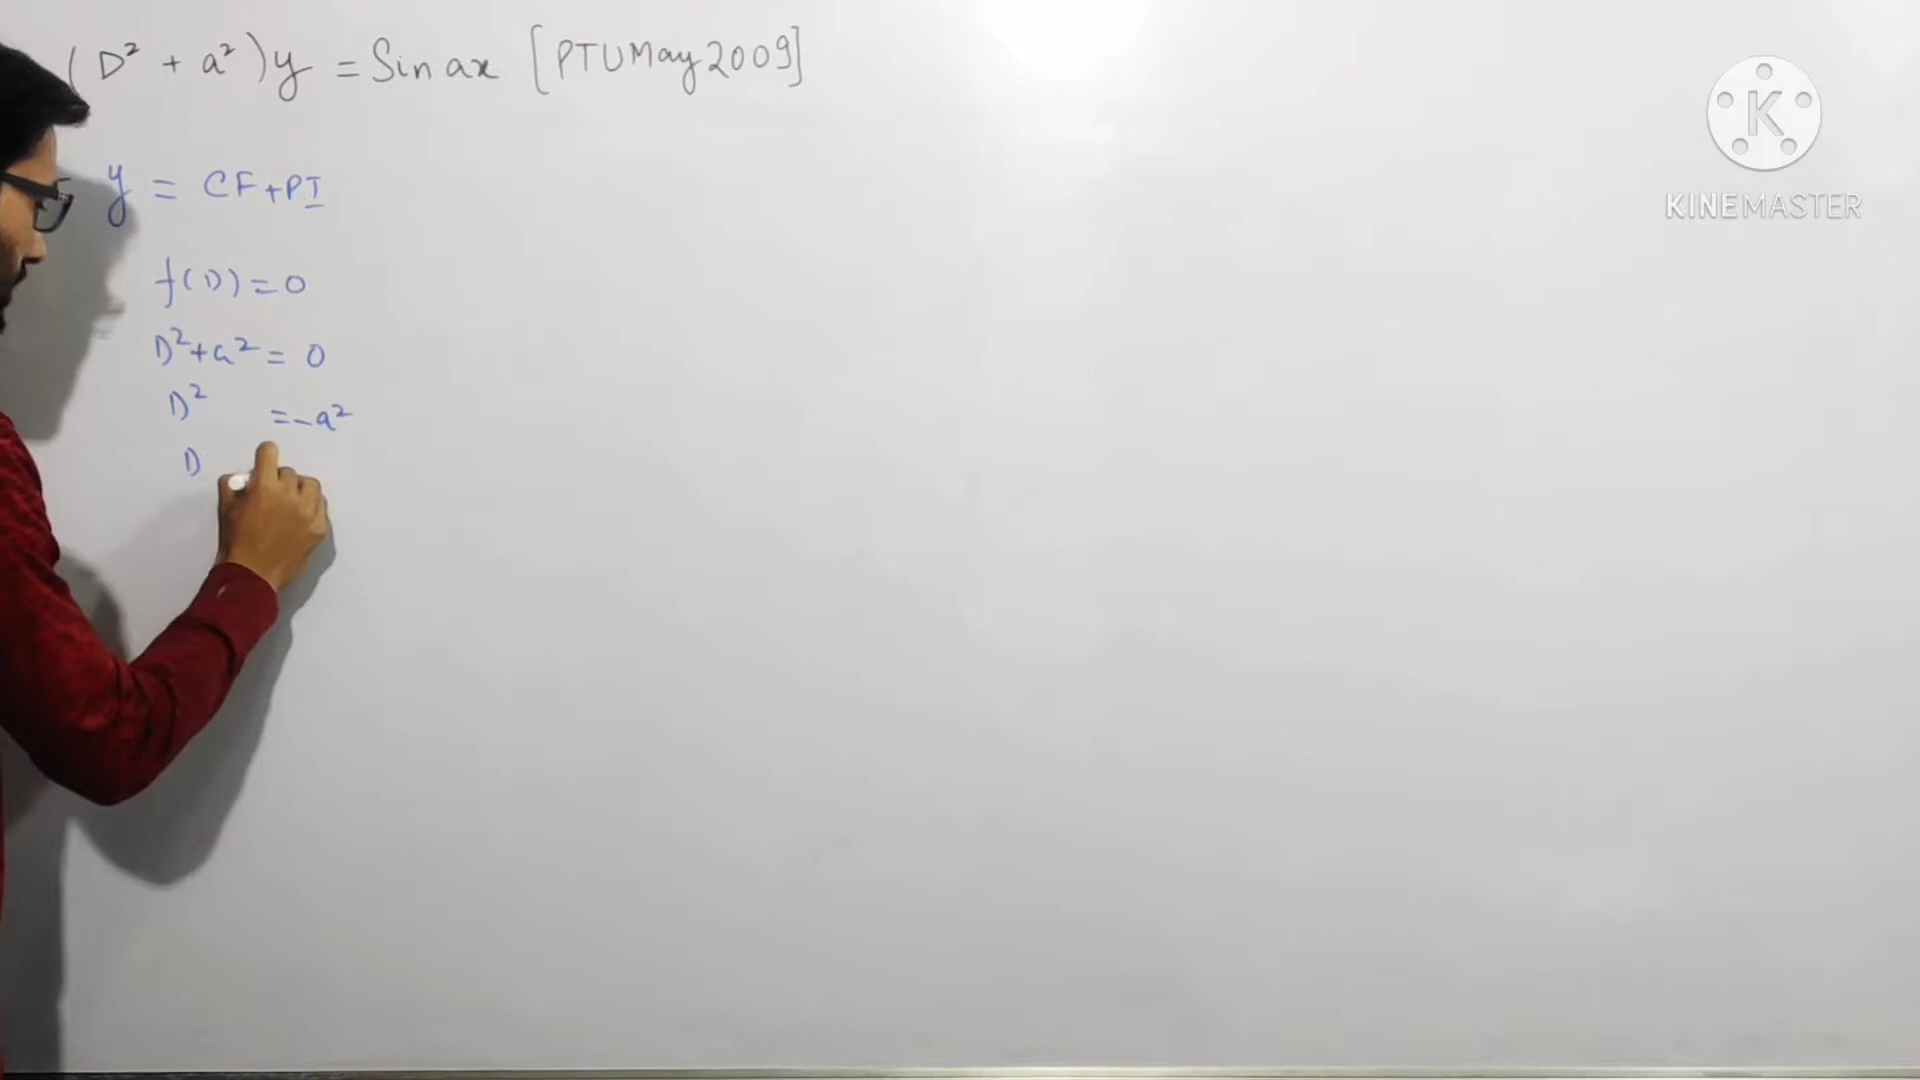 (D² + a²)y = Sin ax [PTU May 2009]
y = CF+PI
f(D) = 0
D²+a² = 0
D² = -a²
D
K
KINEMASTER